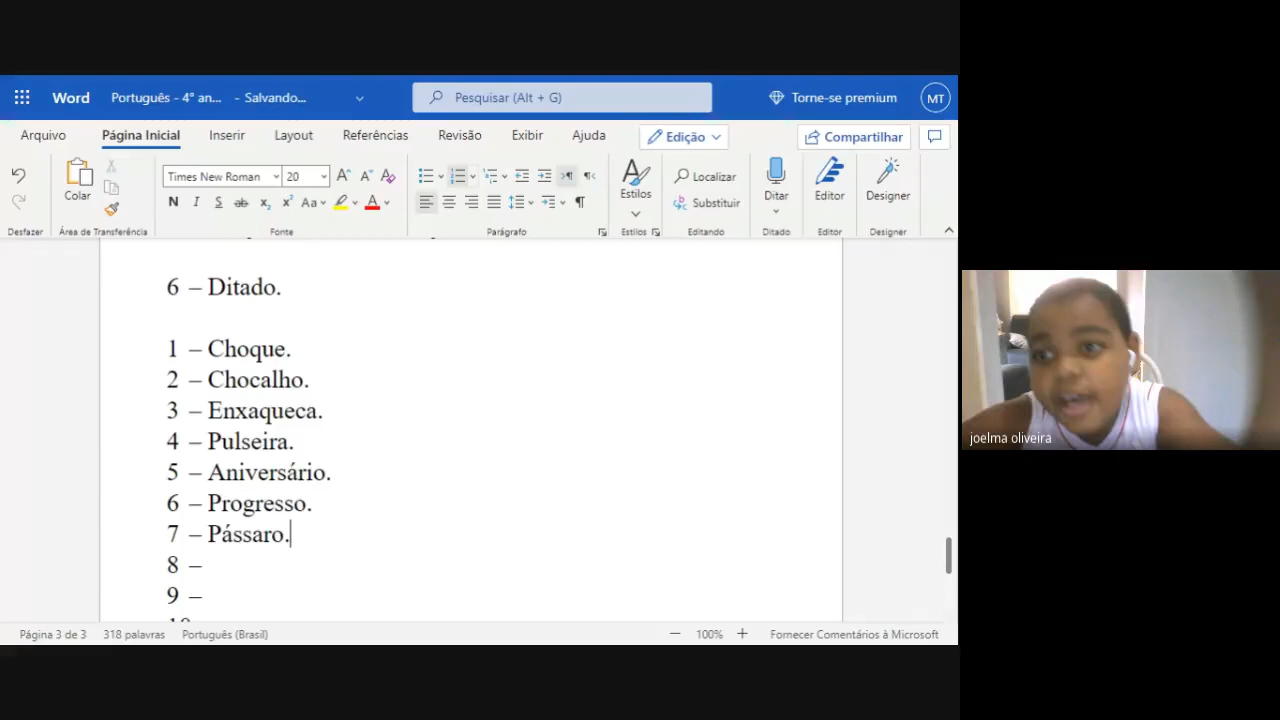 Word Português - 4° an... - Salvando... Pesquisar (Alt + G) Torne-se premium MT
Arquivo Página Inicial Inserir Layout Referências Revisão Exibir Ajuda Edição Compartilhar
Colar Times New Roman 20 Estilos Localizar Substituir Ditar Editor Designer
Desfazer Área de Transferência Fonte Parágrafo Estilos Editando Ditado Editor Designer
6 – Ditado.
1 – Choque.
2 – Chocalho.
3 – Enxaqueca.
4 – Pulseira.
5 – Aniversário.
6 – Progresso.
7 – Pássaro.
8 –
9 –
joelma oliveira
Página 3 de 3 318 palavras Português (Brasil) 100% Fornecer Comentários à Microsoft